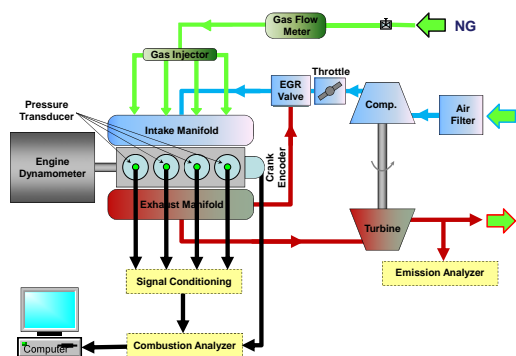 Gas Flow
Meter
NG
Gas Injector
Pressure
Transducer
EGR
Valve
Throttle
Comp.
Air
Filter
Intake Manifold
Engine
Dynamometer
Crank
Encoder
Exhaust Manifold
Turbine
Signal Conditioning
Emission Analyzer
Computer
Combustion Analyzer